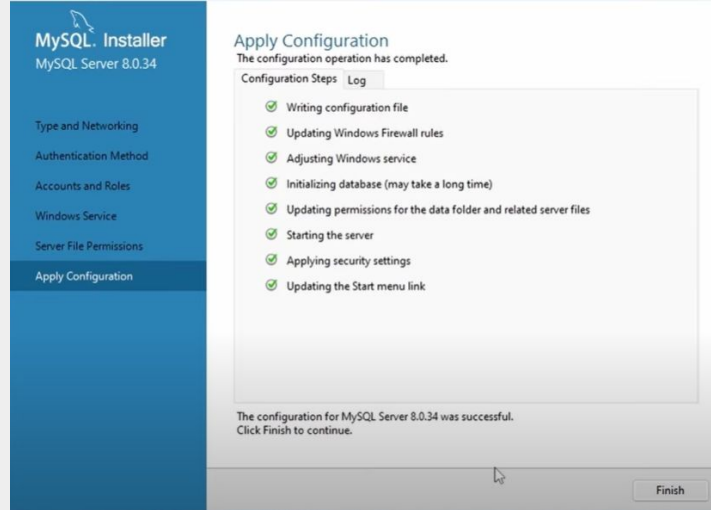 MySQL. Installer
MySQL Server 8.0.34
Type and Networking
Authentication Method
Accounts and Roles
Windows Service
Server File Permissions
Apply Configuration
Apply Configuration
The configuration operation has completed.
Configuration Steps
Log
Writing configuration file
Updating Windows Firewall rules
Adjusting Windows service
Initializing database (may take a long time)
Updating permissions for the data folder and related server files
Starting the server
Applying security settings
Updating the Start menu link
The configuration for MySQL Server 8.0.34 was successful.
Click Finish to continue.
Finish